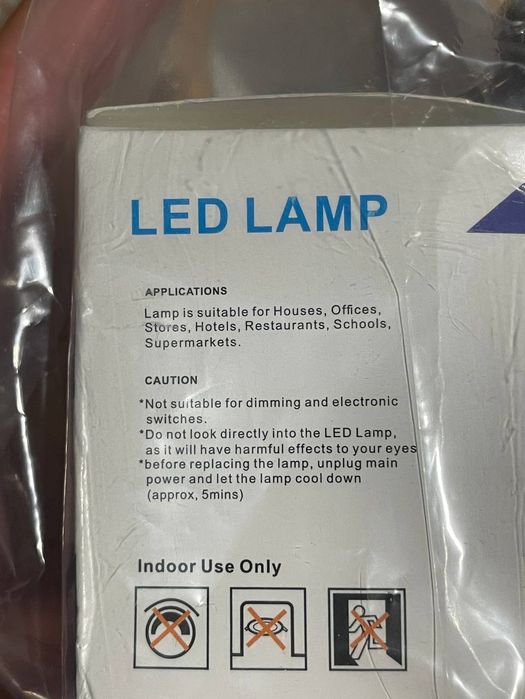 LED LAMP
APPLICATIONS
Lamp is suitable for Houses, Offices,
Stores, Hotels, Restaurants, Schools,
Supermarkets.
CAUTION
*Not suitable for dimming and electronic
switches.
*Do not look directly into the LED Lamp,
as it will have harmful effects to your eyes
*before replacing the lamp, unplug main
power and let the lamp cool down
(approx, 5mins)
Indoor Use Only